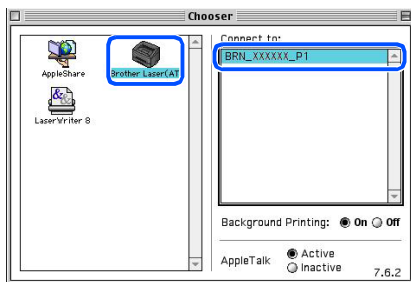 Chooser
Connect to:
BRN_XXXXXX_P1
AppleShare
Brother Laser(AT
LaserWriter 8
Background Printing: On Off
AppleTalk
Active
Inactive
7.6.2